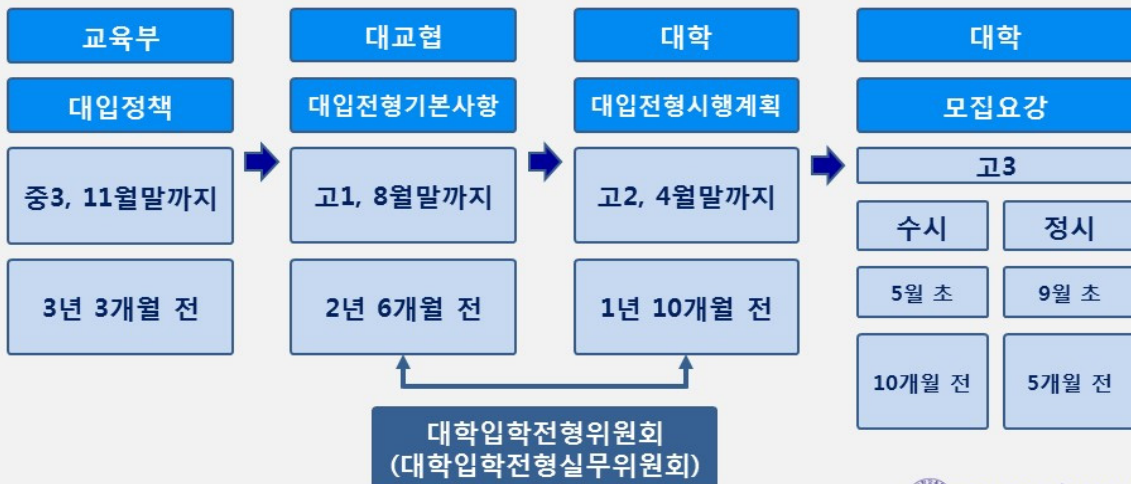 교육부
대교협
대학
대학
대입정책
대입전형기본사항
대입전형시행계획
모집요강
중3, 11월말까지
고1, 8월말까지
고2, 4월말까지
고3
수시
정시
3년 3개월 전
2년 6개월 전
1년 10개월 전
5월 초
9월 초
10개월 전
5개월 전
대학입학전형위원회
(대학입학전형실무위원회)